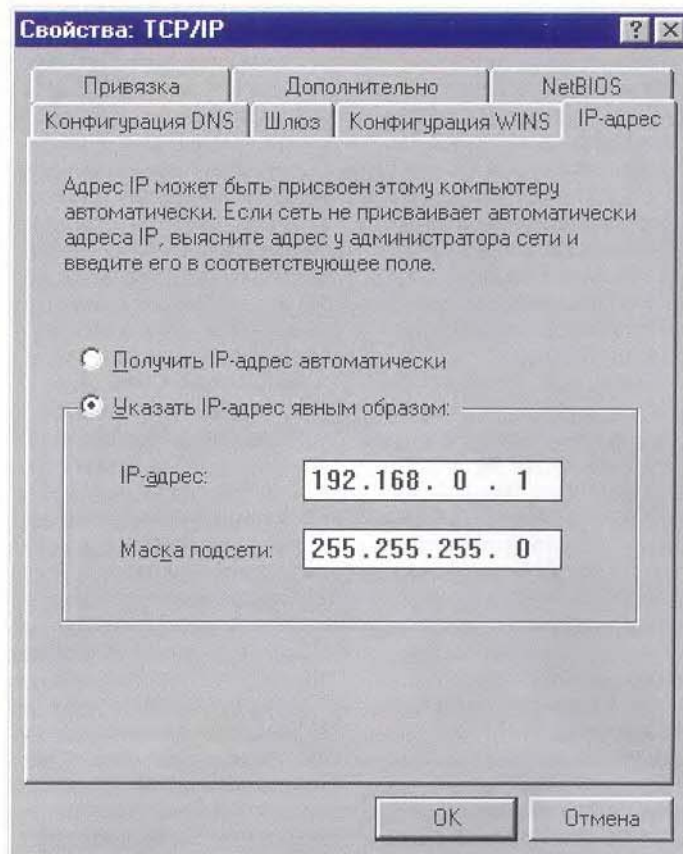 Свойства: TCP/IP
? ×
Привязка Дополнительно NetBIOS
Конфигурация DNS Шлюз Конфигурация WINS IP-адрес
Адрес IP может быть присвоен этому компьютеру
автоматически. Если сеть не присваивает автоматически
адреса IP, выясните адрес у администратора сети и
введите его в соответствующее поле.
Получить IP-адрес автоматически
Указать IP-адрес явным образом:
IP-адрес: 192.168. 0 . 1
Маска подсети: 255.255.255. 0
OK Отмена